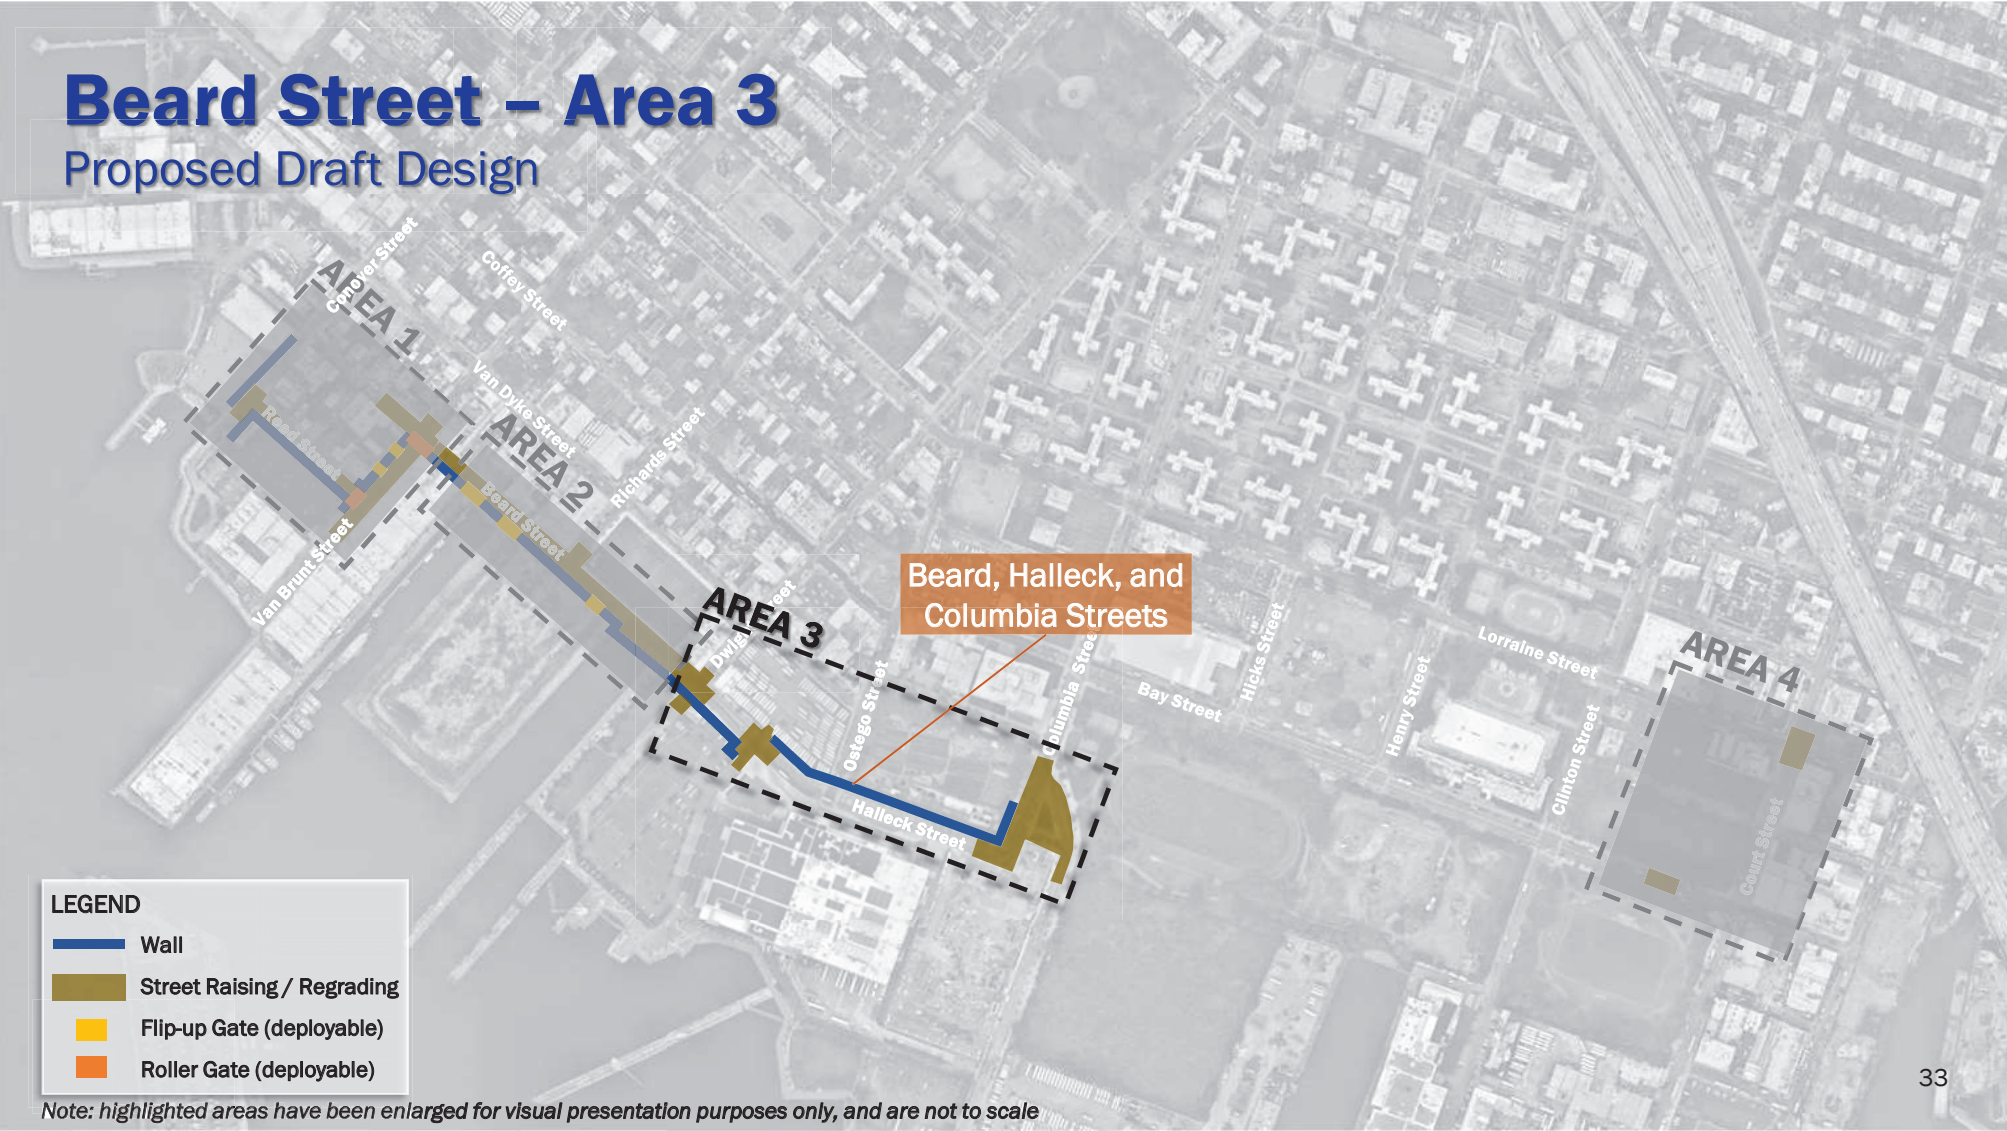 Beard Street – Area 3
Proposed Draft Design
Conover Street
AREA 1
Coffey Street
Van Dyke Street
AREA 2
Richards Street
Reed Street
Beard Street
Van Brunt Street
Beard, Halleck, and
Columbia Streets
AREA 3
Ostego Street
Columbia Street
Halleck Street
Bay Street
Hicks Street
Henry Street
Lorraine Street
Clinton Street
AREA 4
Court Street
LEGEND
Wall
Street Raising / Regrading
Flip-up Gate (deployable)
Roller Gate (deployable)
Note: highlighted areas have been enlarged for visual presentation purposes only, and are not to scale
33